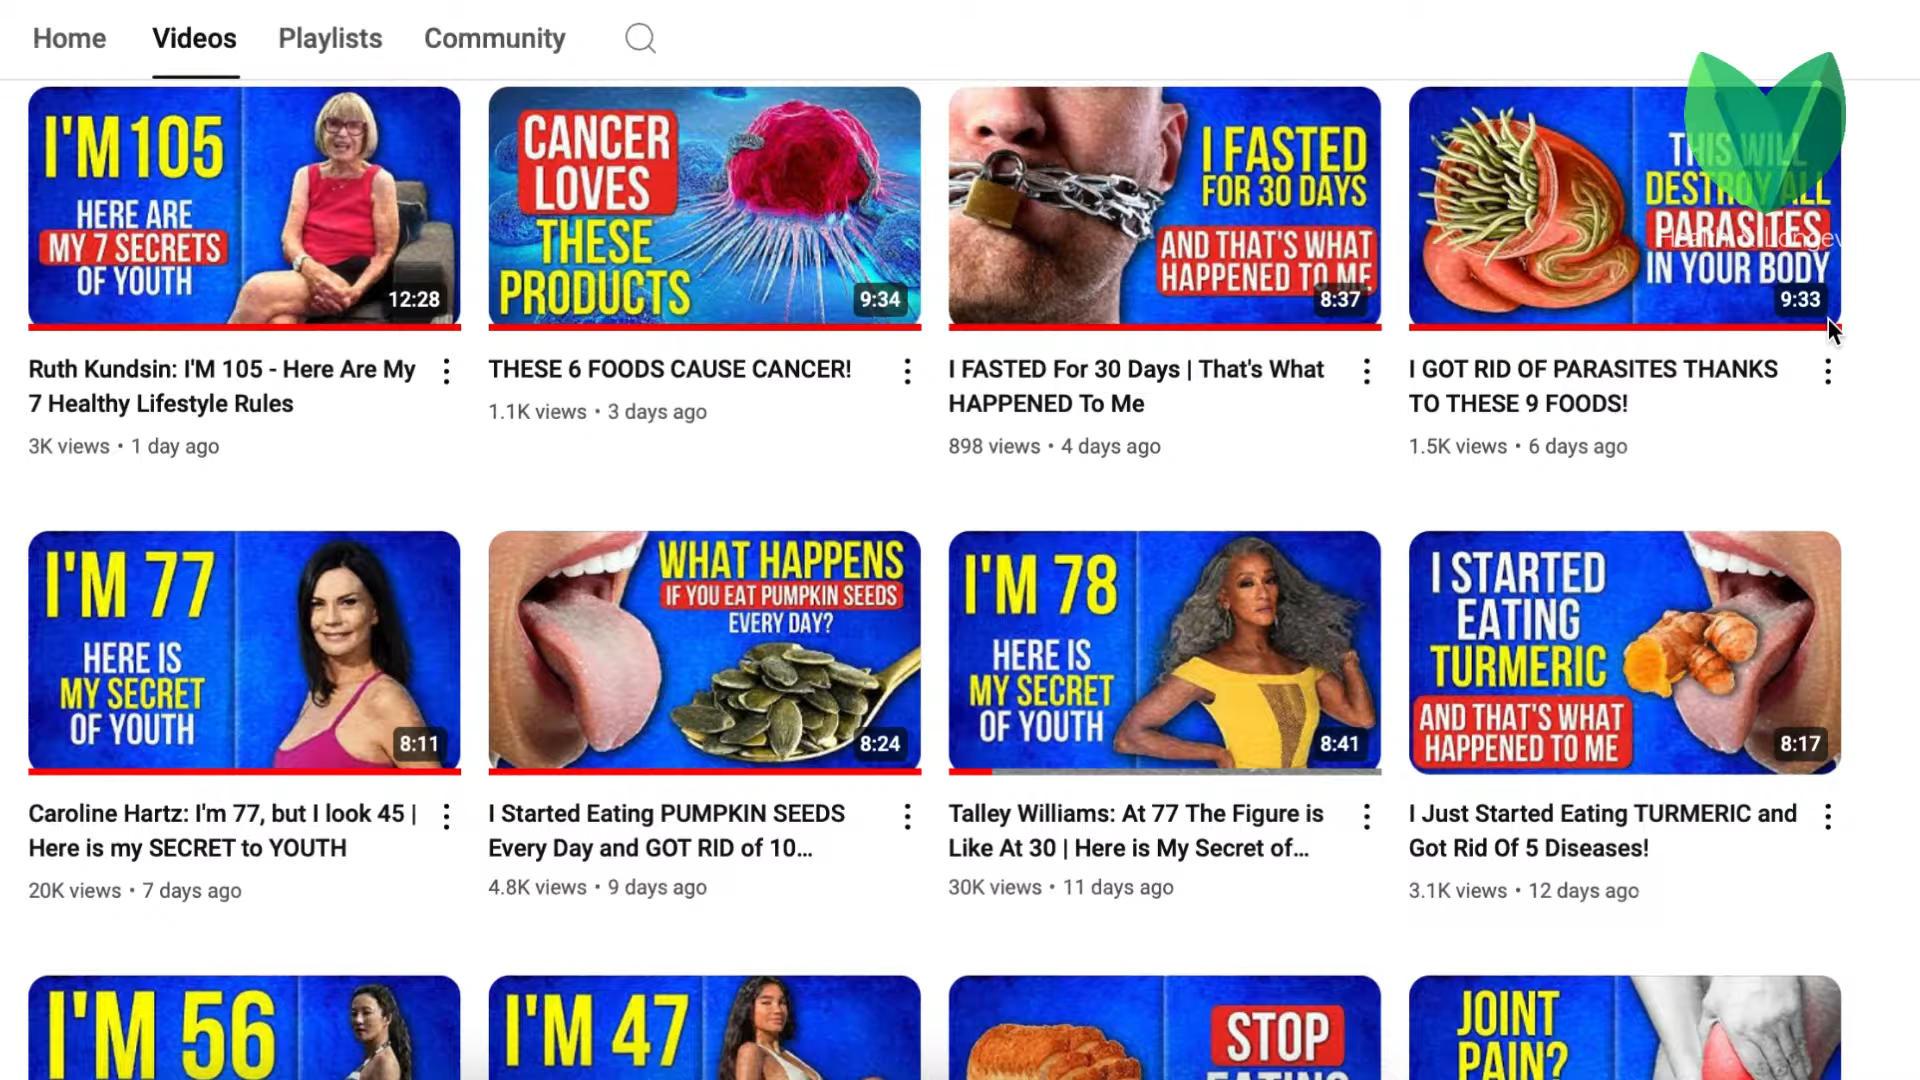 Home Videos Playlists Community
I'M 105
HERE ARE
MY 7 SECRETS
OF YOUTH
12:28
CANCER
LOVES
THESE
PRODUCTS
9:34
I FASTED
FOR 30 DAYS
AND THAT'S WHAT
HAPPENED TO ME
8:37
THIS WILL
DESTROY ALL
PARASITES
IN YOUR BODY
9:33
Ruth Kundsin: I'M 105 - Here Are My
7 Healthy Lifestyle Rules
3K views • 1 day ago
THESE 6 FOODS CAUSE CANCER!
1.1K views • 3 days ago
I FASTED For 30 Days | That's What
HAPPENED To Me
898 views • 4 days ago
I GOT RID OF PARASITES THANKS
TO THESE 9 FOODS!
1.5K views • 6 days ago
I'M 77
HERE IS
MY SECRET
OF YOUTH
8:11
WHAT HAPPENS
IF YOU EAT PUMPKIN SEEDS
EVERY DAY?
8:24
I'M 78
HERE IS
MY SECRET
OF YOUTH
8:41
I STARTED
EATING
TURMERIC
AND THAT'S WHAT
HAPPENED TO ME
8:17
Caroline Hartz: I'm 77, but I look 45 |
Here is my SECRET to YOUTH
20K views • 7 days ago
I Started Eating PUMPKIN SEEDS
Every Day and GOT RID of 10...
4.8K views • 9 days ago
Talley Williams: At 77 The Figure is
Like At 30 | Here is My Secret of...
30K views • 11 days ago
I Just Started Eating TURMERIC and
Got Rid Of 5 Diseases!
3.1K views • 12 days ago
I'M 56
I'M 47
STOP
EATING
JOINT
PAIN?